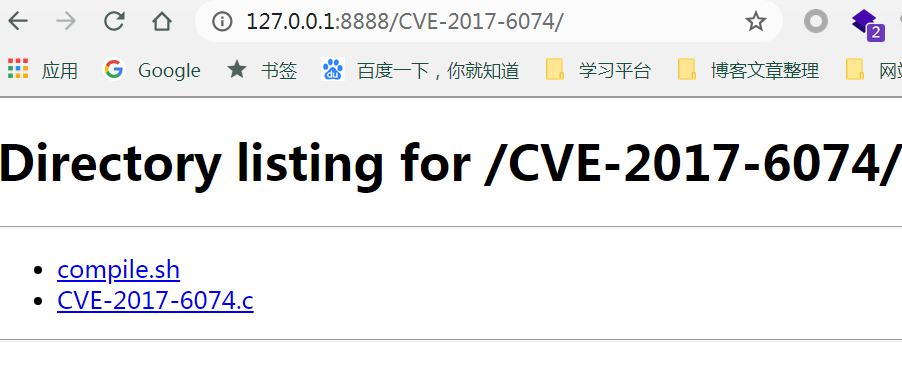 127.0.0.1:8888/CVE-2017-6074/
2
应用 Google 书签 百度一下，你就知道 学习平台 博客文章整理 网站
Directory listing for /CVE-2017-6074/
compile.sh
CVE-2017-6074.c